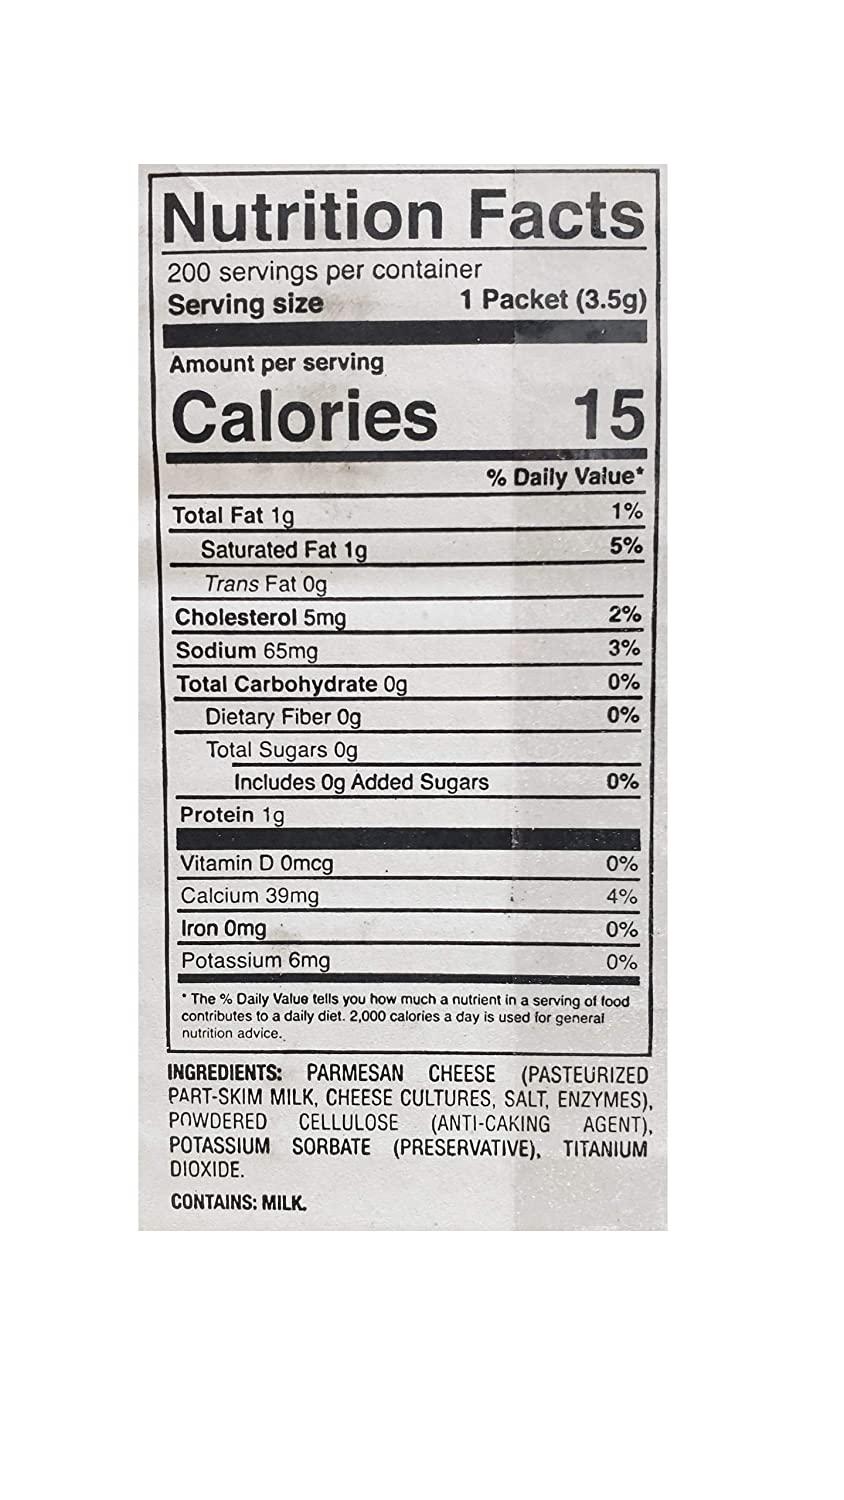 Nutrition Facts
200 servings per container
Serving size 1 Packet (3.5g)
Amount per serving
Calories 15
% Daily Value*
Total Fat 1g 1%
Saturated Fat 1g 5%
Trans Fat 0g
Cholesterol 5mg 2%
Sodium 65mg 3%
Total Carbohydrate 0g 0%
Dietary Fiber 0g 0%
Total Sugars 0g
Includes 0g Added Sugars 0%
Protein 1g
Vitamin D 0mcg 0%
Calcium 39mg 4%
Iron 0mg 0%
Potassium 6mg 0%
* The % Daily Value tells you how much a nutrient in a serving of food
contributes to a daily diet. 2,000 calories a day is used for general
nutrition advice.
INGREDIENTS: PARMESAN CHEESE (PASTEURIZED
PART-SKIM MILK, CHEESE CULTURES, SALT, ENZYMES),
POWDERED CELLULOSE (ANTI-CAKING AGENT),
POTASSIUM SORBATE (PRESERVATIVE), TITANIUM
DIOXIDE.
CONTAINS: MILK.